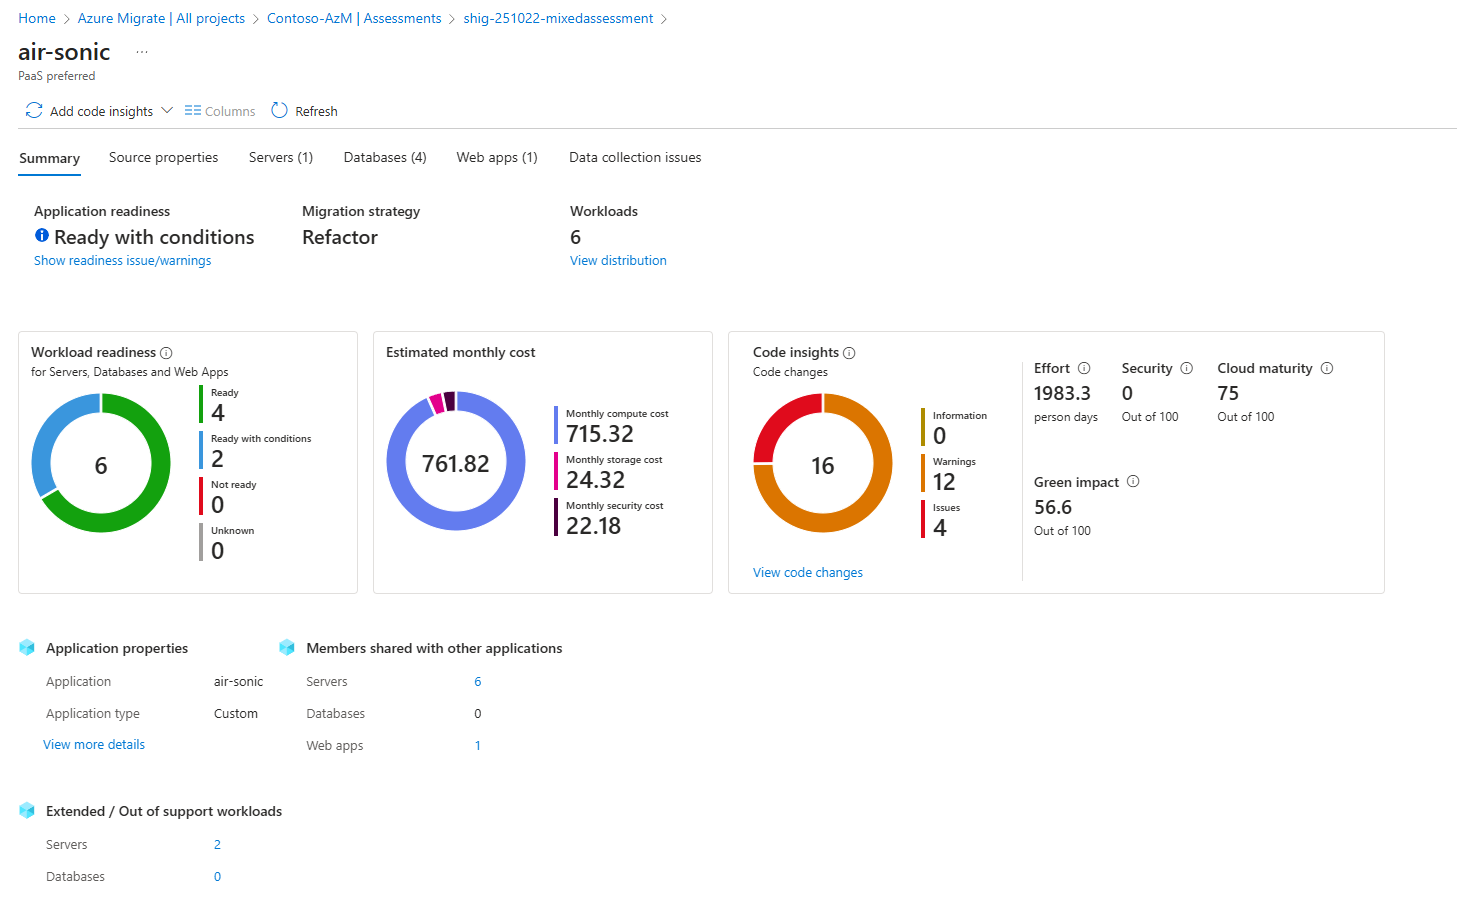 Home > Azure Migrate | All projects > Contoso-AzM | Assessments > shig-251022-mixedassessment >
air-sonic ...
PaaS preferred
Add code insights Columns Refresh
Summary Source properties Servers (1) Databases (4) Web apps (1) Data collection issues
Application readiness Migration strategy Workloads
Ready with conditions Refactor 6
Show readiness issue/warnings View distribution
Workload readiness
for Servers, Databases and Web Apps
6
Ready
4
Ready with conditions
2
Not ready
0
Unknown
0
Estimated monthly cost
761.82
Monthly compute cost
715.32
Monthly storage cost
24.32
Monthly security cost
22.18
Code insights
Code changes
16
Information
0
Warnings
12
Issues
4
View code changes
Effort Security Cloud maturity
1983.3 0 75
person days Out of 100 Out of 100
Green impact
56.6
Out of 100
Application properties
Application air-sonic
Application type Custom
View more details
Members shared with other applications
Servers 6
Databases 0
Web apps 1
Extended / Out of support workloads
Servers 2
Databases 0